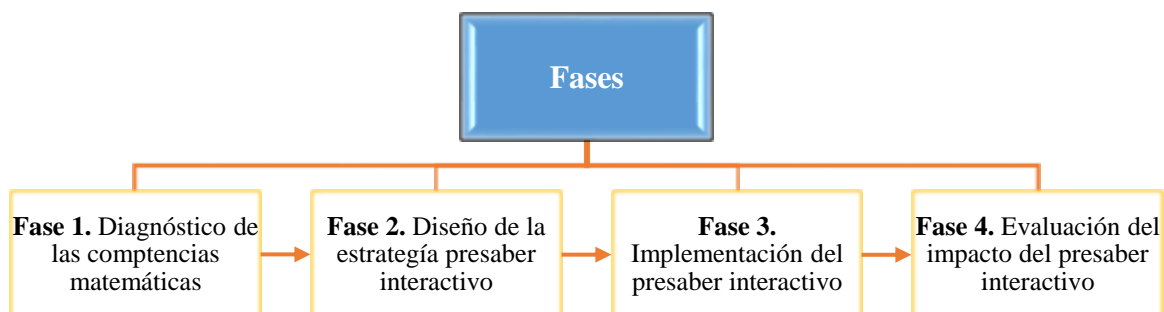 Fases
Fase 1. Diagnóstico de
las comptencias
matemáticas
Fase 2. Diseño de la
estrategía presaber
interactivo
Fase 3.
Implementación del
presaber interactivo
Fase 4. Evaluación del
impacto del presaber
interactivo